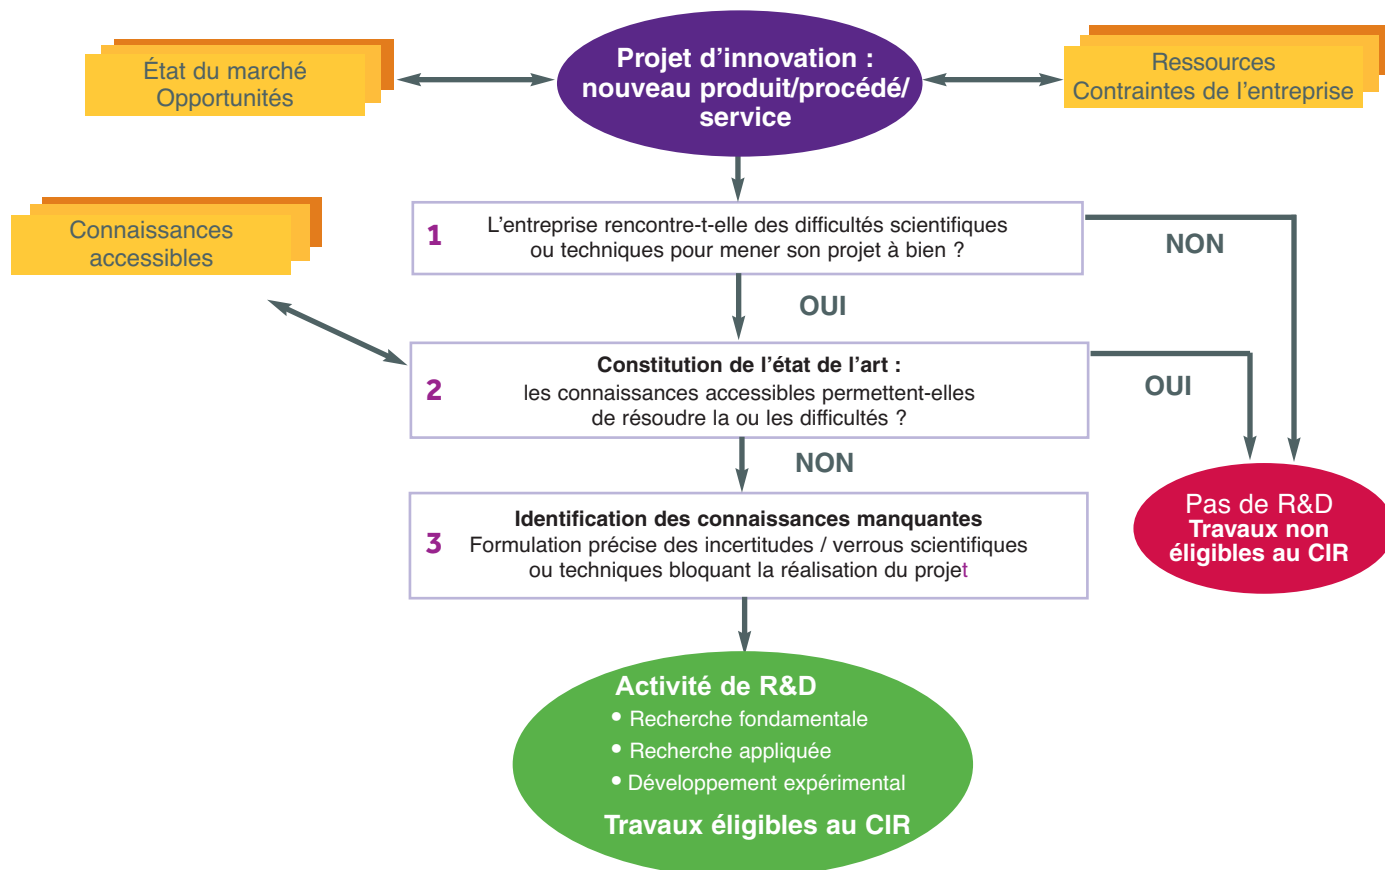 État du marché
Opportunités
Projet d’innovation :
nouveau produit/procédé/
service
Ressources
Contraintes de l’entreprise
Connaissances
accessibles
1
L’entreprise rencontre-t-elle des difficultés scientifiques
ou techniques pour mener son projet à bien ?
NON
OUI
2
Constitution de l’état de l’art :
les connaissances accessibles permettent-elles
de résoudre la ou les difficultés ?
OUI
NON
3
Identification des connaissances manquantes
Formulation précise des incertitudes / verrous scientifiques
ou techniques bloquant la réalisation du projet
Pas de R&D
Travaux non
éligibles au CIR
Activité de R&D
• Recherche fondamentale
• Recherche appliquée
• Développement expérimental
Travaux éligibles au CIR